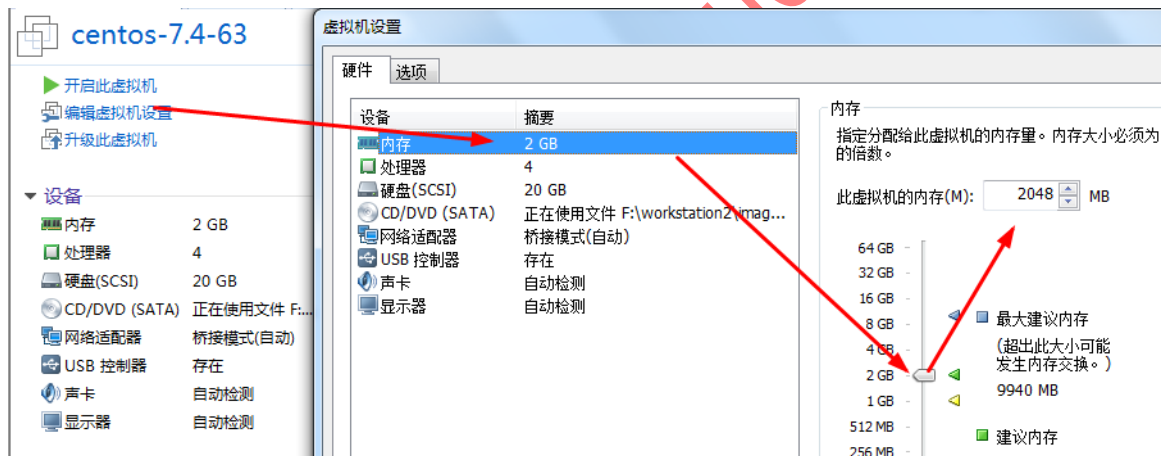 centos-7.4-63
开启此虚拟机
编辑虚拟机设置
升级此虚拟机
设备
内存 2 GB
处理器 4
硬盘(SCSI) 20 GB
CD/DVD (SATA) 正在使用文件 F:...
网络适配器 桥接模式(自动)
USB 控制器 存在
声卡 自动检测
显示器 自动检测
虚拟机设置
硬件 选项
设备 摘要
内存 2 GB
处理器 4
硬盘(SCSI) 20 GB
CD/DVD (SATA) 正在使用文件 F:\workstation2\imag...
网络适配器 桥接模式(自动)
USB 控制器 存在
声卡 自动检测
显示器 自动检测
内存
指定分配给此虚拟机的内存量。内存大小必须为
的倍数。
此虚拟机的内存(M): 2048 MB
64 GB
32 GB
16 GB
8 GB
4 GB
2 GB
1 GB
512 MB
256 MB
最大建议内存
(超出此大小可能
发生内存交换。)
9940 MB
建议内存